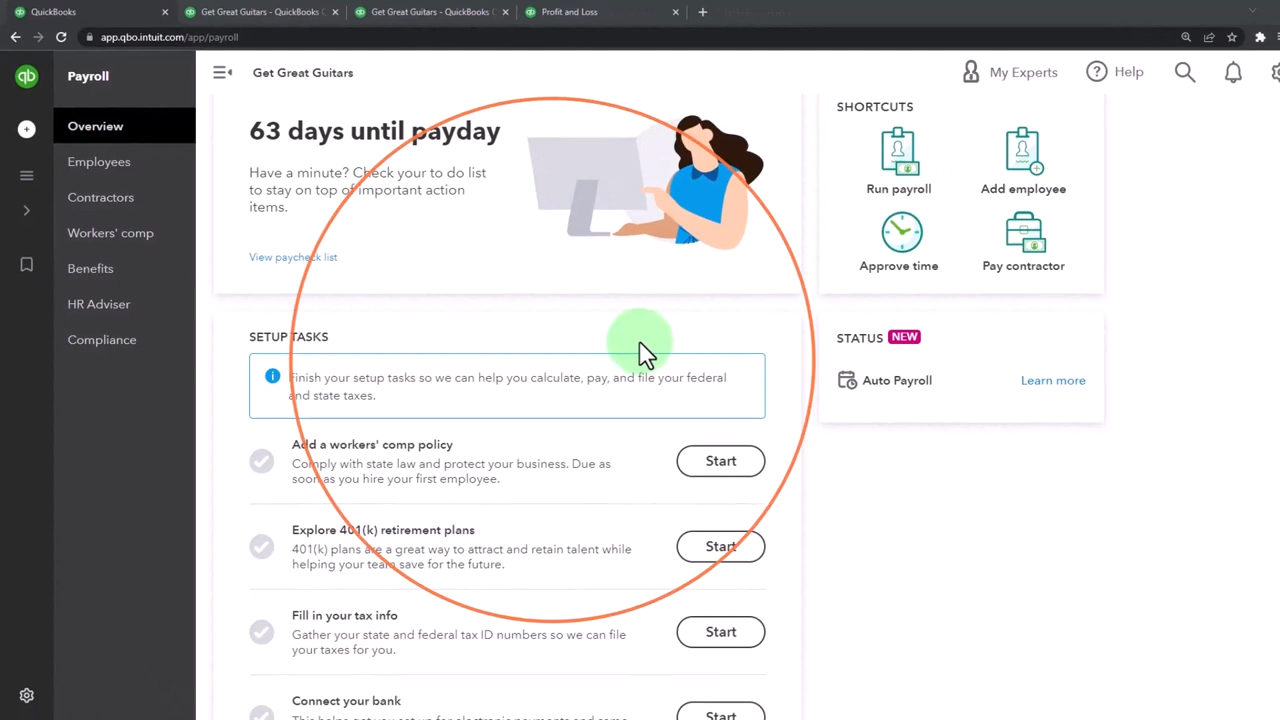 QuickBooks
Get Great Guitars - QuickBooks C
Get Great Guitars - QuickBooks C
Profit and Loss
app.qbo.intuit.com/app/payroll
qb
Payroll
Get Great Guitars
My Experts
Help
Overview
Employees
Contractors
Workers' comp
Benefits
HR Adviser
Compliance
63 days until payday
Have a minute? Check your to do list
to stay on top of important action
items.
View paycheck list
SHORTCUTS
Run payroll
Add employee
Approve time
Pay contractor
SETUP TASKS
Finish your setup tasks so we can help you calculate, pay, and file your federal
and state taxes.
STATUS NEW
Auto Payroll
Learn more
Add a workers' comp policy
Comply with state law and protect your business. Due as
soon as you hire your first employee.
Start
Explore 401(k) retirement plans
401(k) plans are a great way to attract and retain talent while
helping your team save for the future.
Start
Fill in your tax info
Gather your state and federal tax ID numbers so we can file
your taxes for you.
Start
Connect your bank
Start